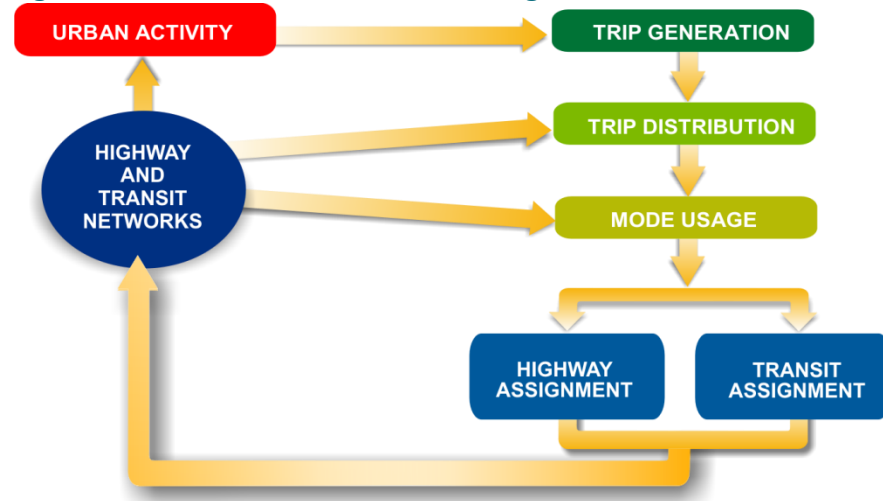 URBAN ACTIVITY
TRIP GENERATION
TRIP DISTRIBUTION
HIGHWAY
AND
TRANSIT
NETWORKS
MODE USAGE
HIGHWAY
ASSIGNMENT
TRANSIT
ASSIGNMENT